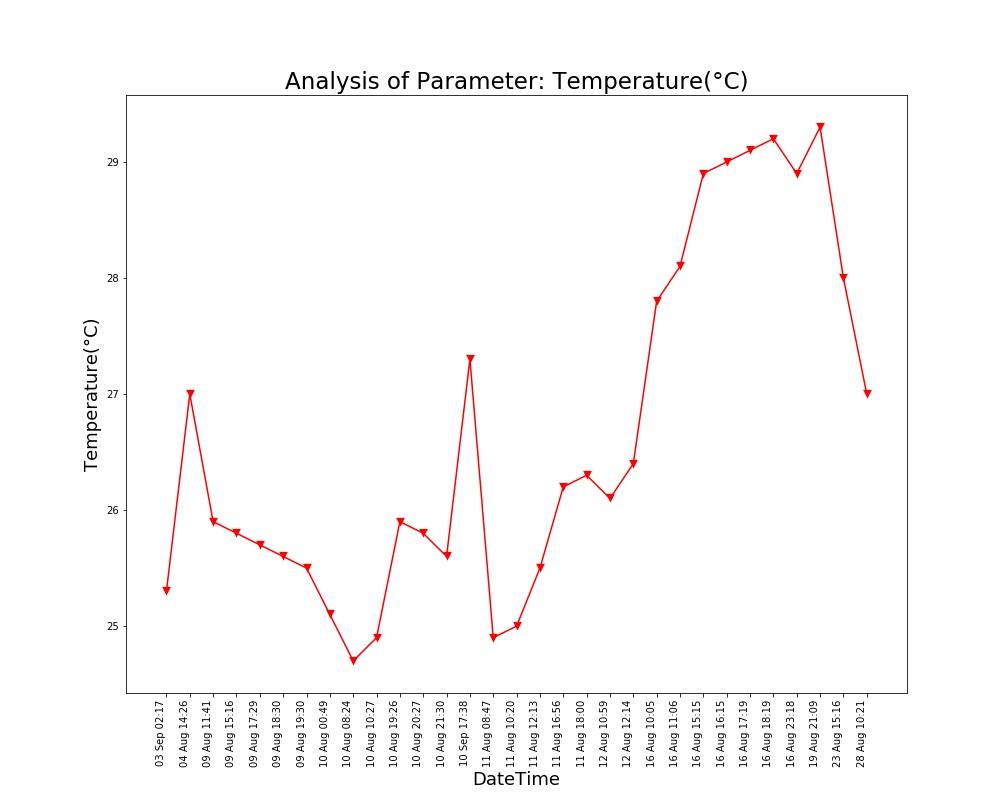 Analysis of Parameter: Temperature(°C)
Temperature(°C)
29
28
27
26
25
03 Sep 02:17
04 Aug 14:26
09 Aug 11:41
09 Aug 15:16
09 Aug 17:29
09 Aug 18:30
09 Aug 19:30
10 Aug 00:49
10 Aug 08:24
10 Aug 10:27
10 Aug 19:26
10 Aug 20:27
10 Aug 21:30
10 Sep 17:38
11 Aug 08:47
11 Aug 10:20
11 Aug 12:13
11 Aug 16:56
11 Aug 18:00
12 Aug 10:59
12 Aug 12:14
16 Aug 10:05
16 Aug 11:06
16 Aug 15:15
16 Aug 16:15
16 Aug 17:19
16 Aug 18:19
16 Aug 23:18
19 Aug 21:09
23 Aug 15:16
28 Aug 10:21
DateTime